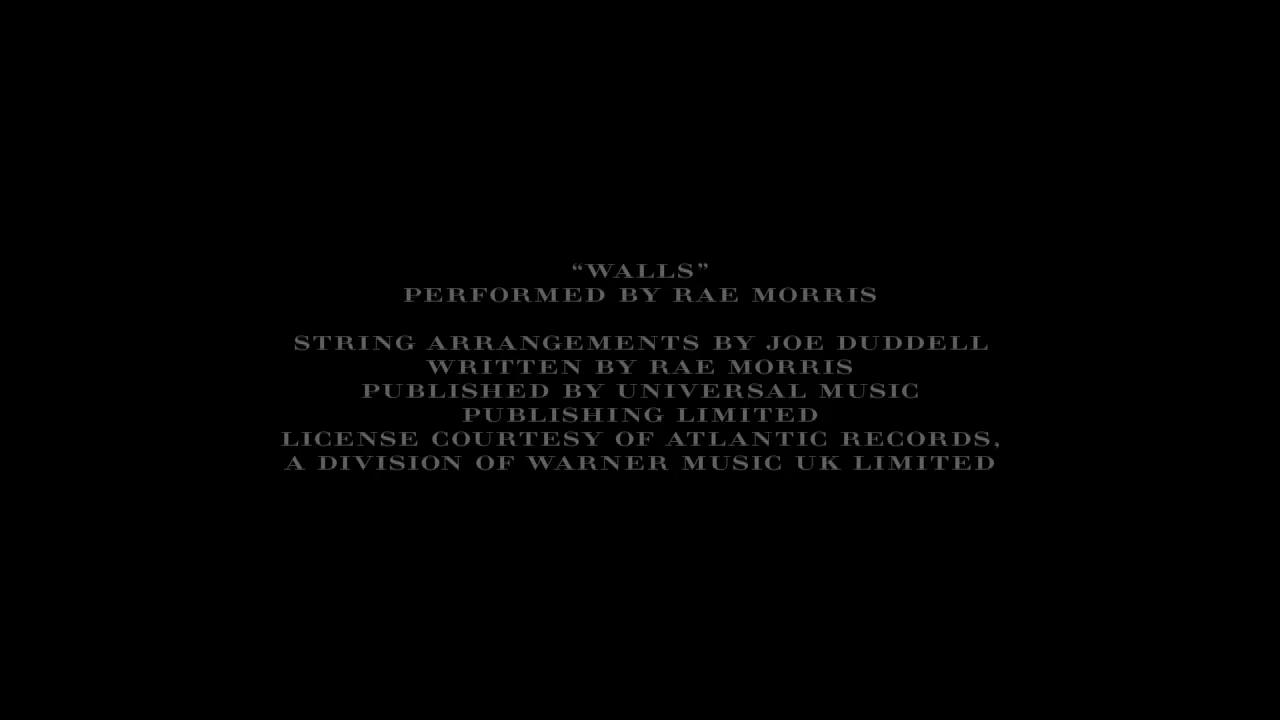 “WALLS”
PERFORMED BY RAE MORRIS
STRING ARRANGEMENTS BY JOE DUDDELL
WRITTEN BY RAE MORRIS
PUBLISHED BY UNIVERSAL MUSIC
PUBLISHING LIMITED
LICENSE COURTESY OF ATLANTIC RECORDS,
A DIVISION OF WARNER MUSIC UK LIMITED